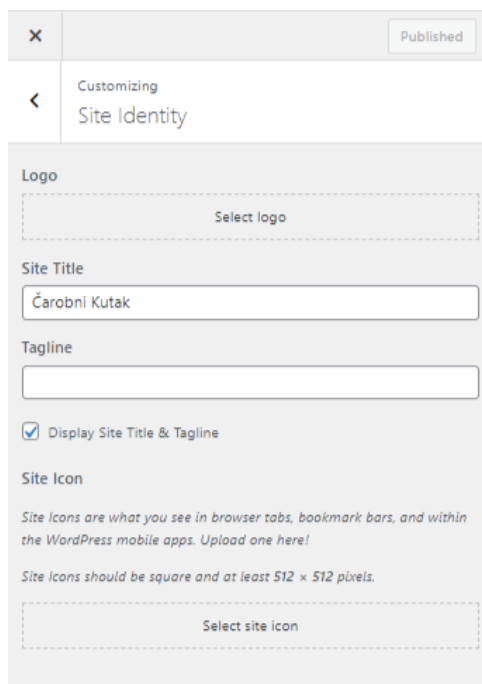 Published
Customizing
Site Identity
Logo
Select logo
Site Title
Čarobni Kutak
Tagline
Display Site Title & Tagline
Site Icon
Site Icons are what you see in browser tabs, bookmark bars, and within
the WordPress mobile apps. Upload one here!
Site Icons should be square and at least 512 × 512 pixels.
Select site icon